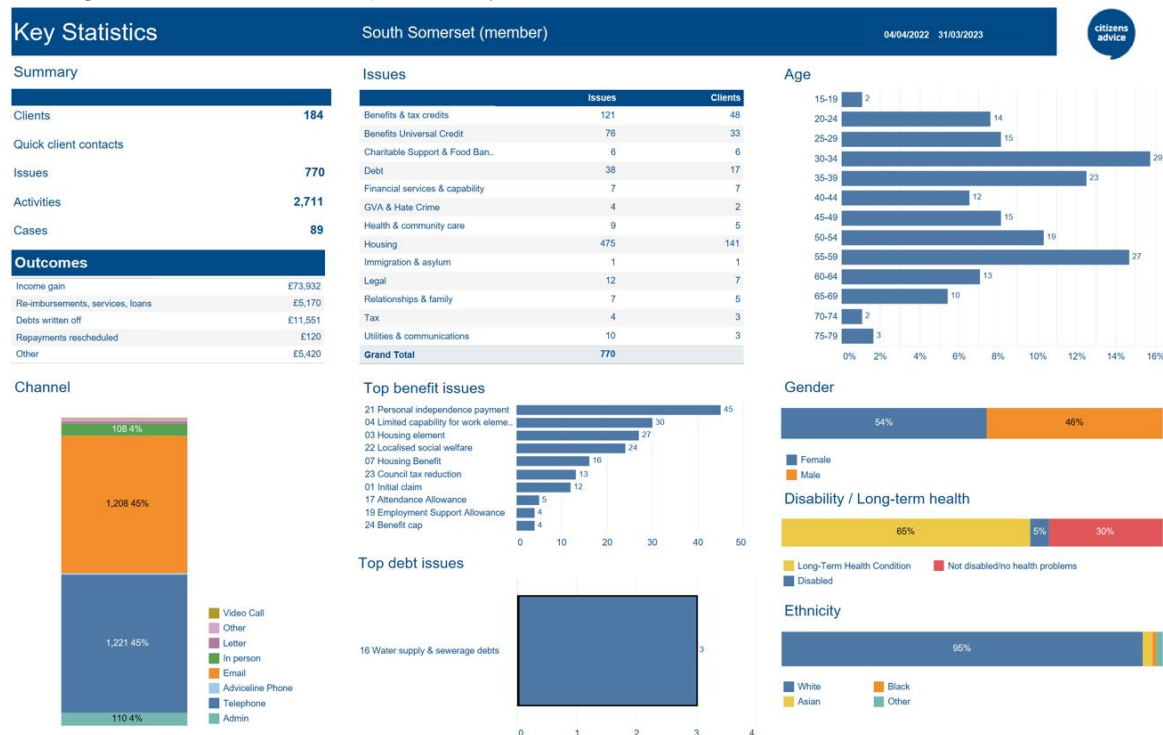 Key Statistics
South Somerset (member)
04/04/2022 31/03/2023
citizens
advice
Summary
Clients 184
Quick client contacts
Issues 770
Activities 2,711
Cases 89
Outcomes
Income gain £73,932
Re-imbursements, services, loans £5,170
Debts written off £11,551
Repayments rescheduled £120
Other £5,420
Issues
Issues Clients
Benefits & tax credits 121 48
Benefits Universal Credit 76 33
Charitable Support & Food Ban.. 6 6
Debt 38 17
Financial services & capability 7 7
GVA & Hate Crime 4 2
Health & community care 9 5
Housing 475 141
Immigration & asylum 1 1
Legal 12 7
Relationships & family 7 5
Tax 4 3
Utilities & communications 10 3
Grand Total 770
Age
15-19 2
20-24 14
25-29 15
30-34 29
35-39 23
40-44 12
45-49 15
50-54 19
55-59 27
60-64 13
65-69 10
70-74 2
75-79 3
0% 2% 4% 6% 8% 10% 12% 14% 16%
Channel
108 4%
1,208 45%
1,221 45%
110 4%
Video Call
Other
Letter
In person
Email
Adviceline Phone
Telephone
Admin
Top benefit issues
21 Personal independence payment 45
04 Limited capability for work eleme.. 30
03 Housing element 27
22 Localised social welfare 24
07 Housing Benefit 16
23 Council tax reduction 13
01 Initial claim 12
17 Attendance Allowance 5
19 Employment Support Allowance 4
24 Benefit cap 4
0 10 20 30 40 50
Top debt issues
16 Water supply & sewerage debts 3
0 1 2 3 4
Gender
54% 46%
Female
Male
Disability / Long-term health
65% 5% 30%
Long-Term Health Condition Not disabled/no health problems
Disabled
Ethnicity
95%
White Black
Asian Other